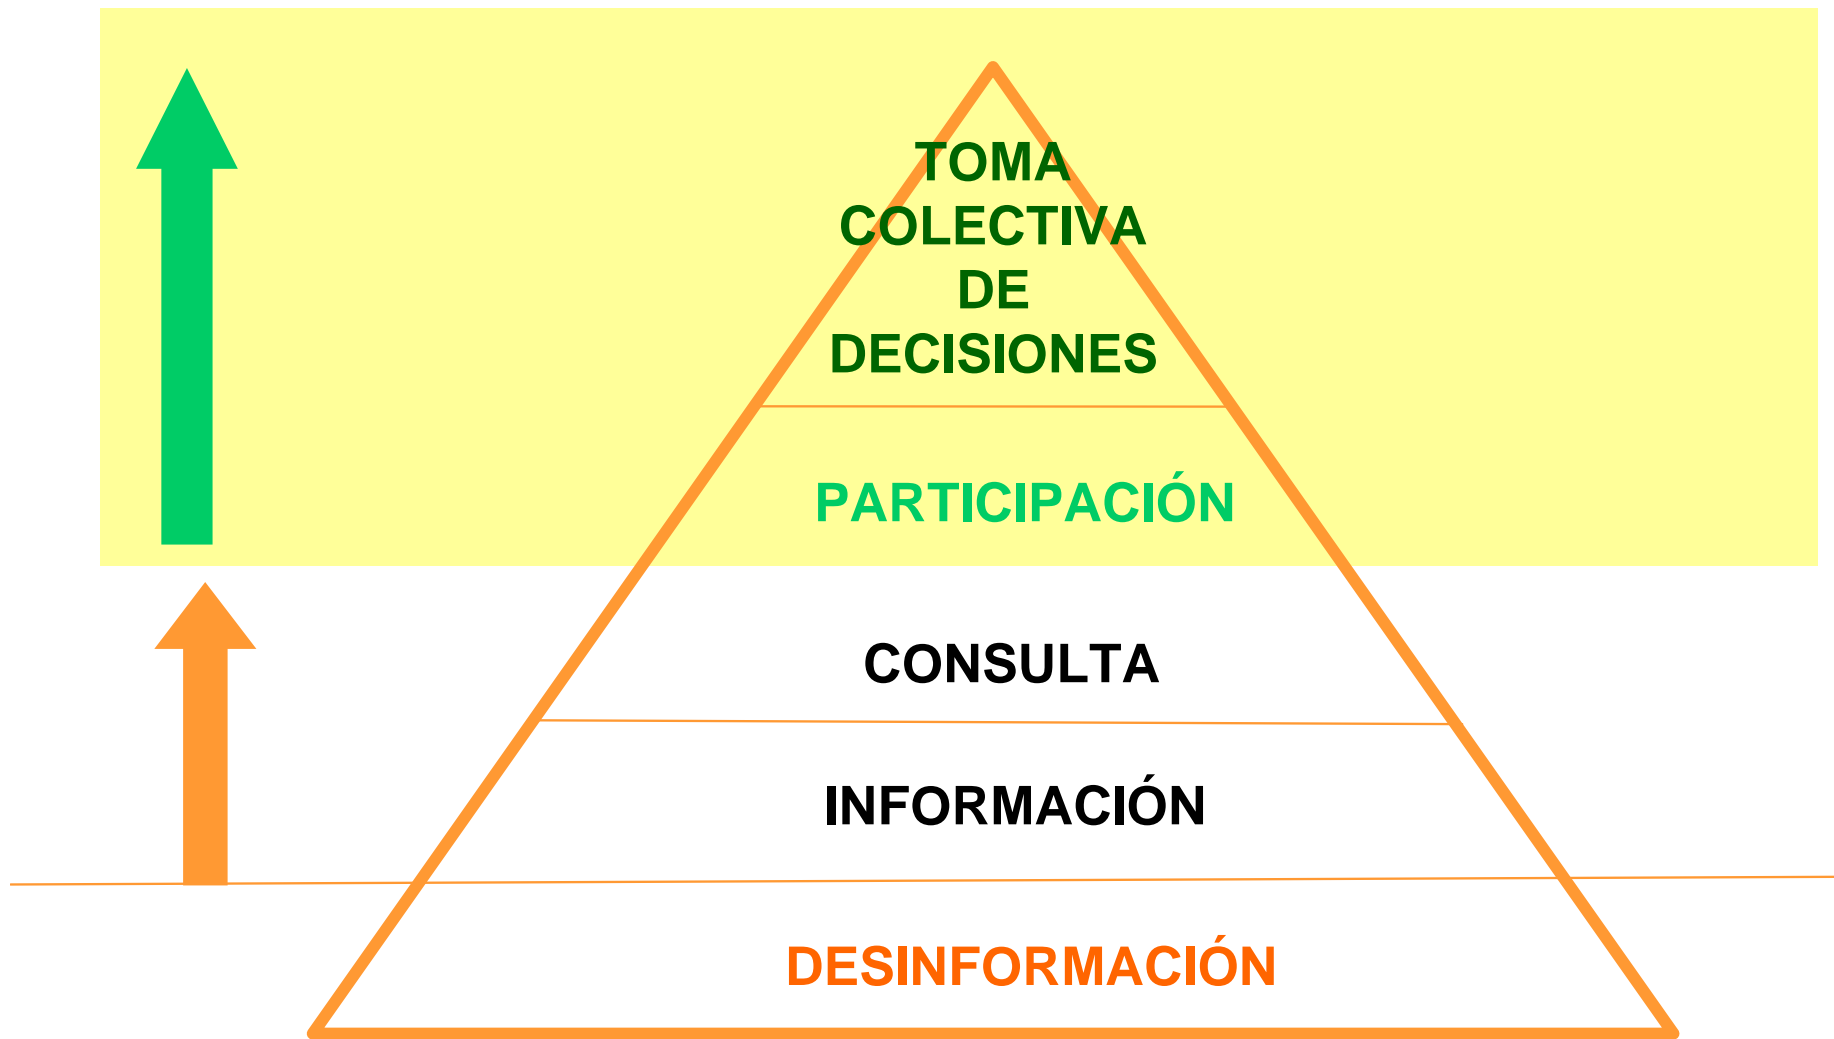 TOMA
COLECTIVA
DE
DECISIONES
PARTICIPACIÓN
CONSULTA
INFORMACIÓN
DESINFORMACIÓN